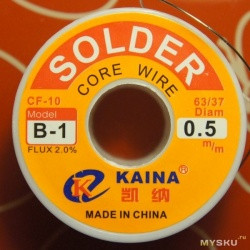 SOLDER
CORE WIRE
CF-10
63/37
Model
Diam
B-1
0.5
FLUX 2.0%
m/m
KAINA
凯纳
MADE IN CHINA
MYSKU.ru